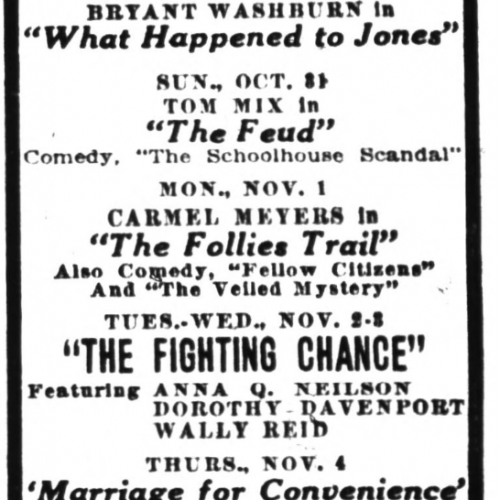 BRYANT WASHBURN in
"What Happened to Jones"
SUN., OCT. 31
TOM MIX in
"The Feud"
Comedy, "The Schoolhouse Scandal"
MON., NOV. 1
CARMEL MEYERS in
"The Follies Trail"
Also Comedy, "Fellow Citizens"
And "The Veiled Mystery"
TUES.-WED., NOV. 2-3
"THE FIGHTING CHANCE"
Featuring ANNA Q. NEILSON
DOROTHY DAVENPORT
WALLY REID
THURS., NOV. 4
'Marriage for Convenience'